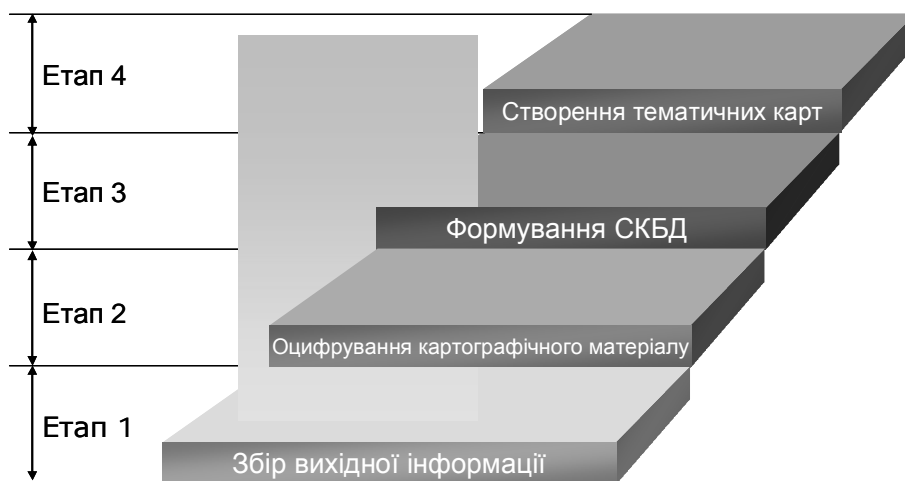 Етап 4
Створення тематичних карт
Етап 3
Формування СКБД
Етап 2
Оцифрування картографічного матеріалу
Етап 1
Збір вихідної інформації